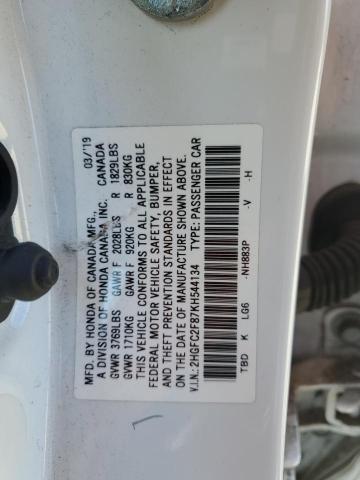 MFD. BY HONDA OF CANADA MFG., 03/19
A DIVISION OF HONDA CANADA INC. CANADA
GVWR 3769LBS GAWR F 2028LBS R 1829LBS
GVWR 1710KG GAWR F 920KG R 830KG
THIS VEHICLE CONFORMS TO ALL APPLICABLE
FEDERAL MOTOR VEHICLE SAFETY, BUMPER,
AND THEFT PREVENTION STANDARDS IN EFFECT
ON THE DATE OF MANUFACTURE SHOWN ABOVE.
V.I.N.: 2HGFC2F87KH544134 TYPE: PASSENGER CAR
TBD K LG6 -NH883P -V -H